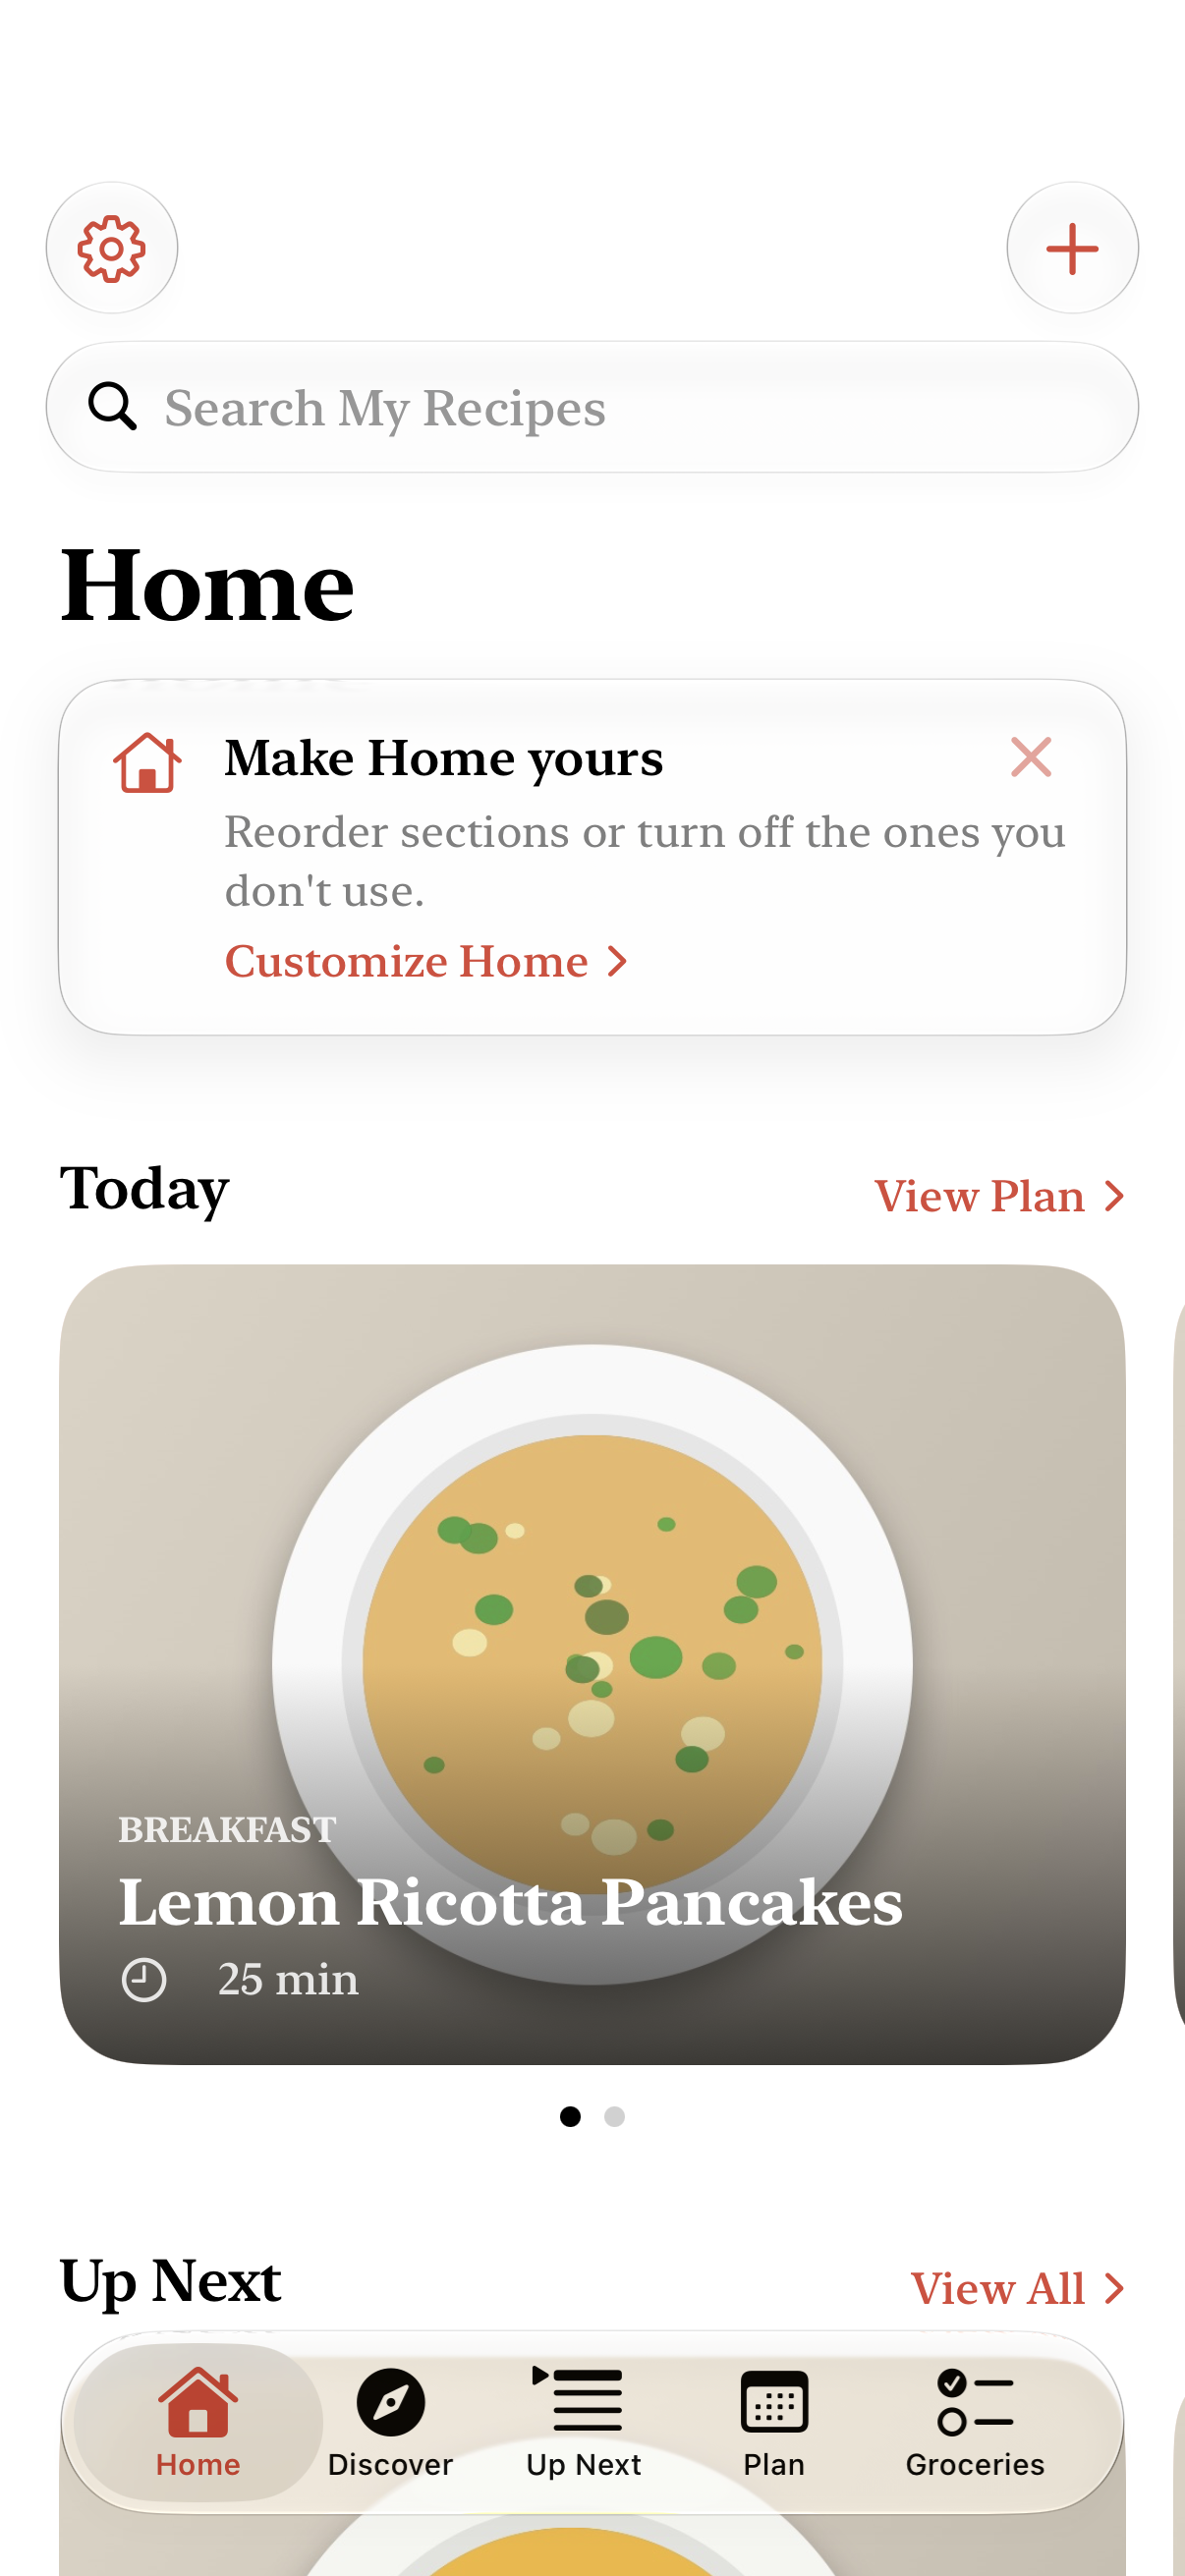 Search My Recipes
Home
Make Home yours
Reorder sections or turn off the ones you
don't use.
Customize Home
Today
View Plan
BREAKFAST
Lemon Ricotta Pancakes
25 min
Up Next
View All
Home
Discover
Up Next
Plan
Groceries